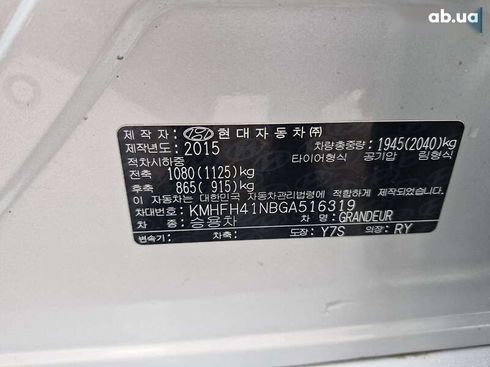 ab.ua
제 작 자 : 현대자동차㈜
제작년도: 2015 차량총중량: 1945(2040)kg
적차시하중 타이어형식 공기압 림형식
전축 1080(1125)kg
후축 865( 915)kg
이 자동차는 대한민국 자동차관리법령에 적합하게 제작되었습니다.
차대번호: KMHFH41NBGA516319
차 종: 승용차 GRANDEUR
변속기: 차축: 도장: Y7S 의장: RY